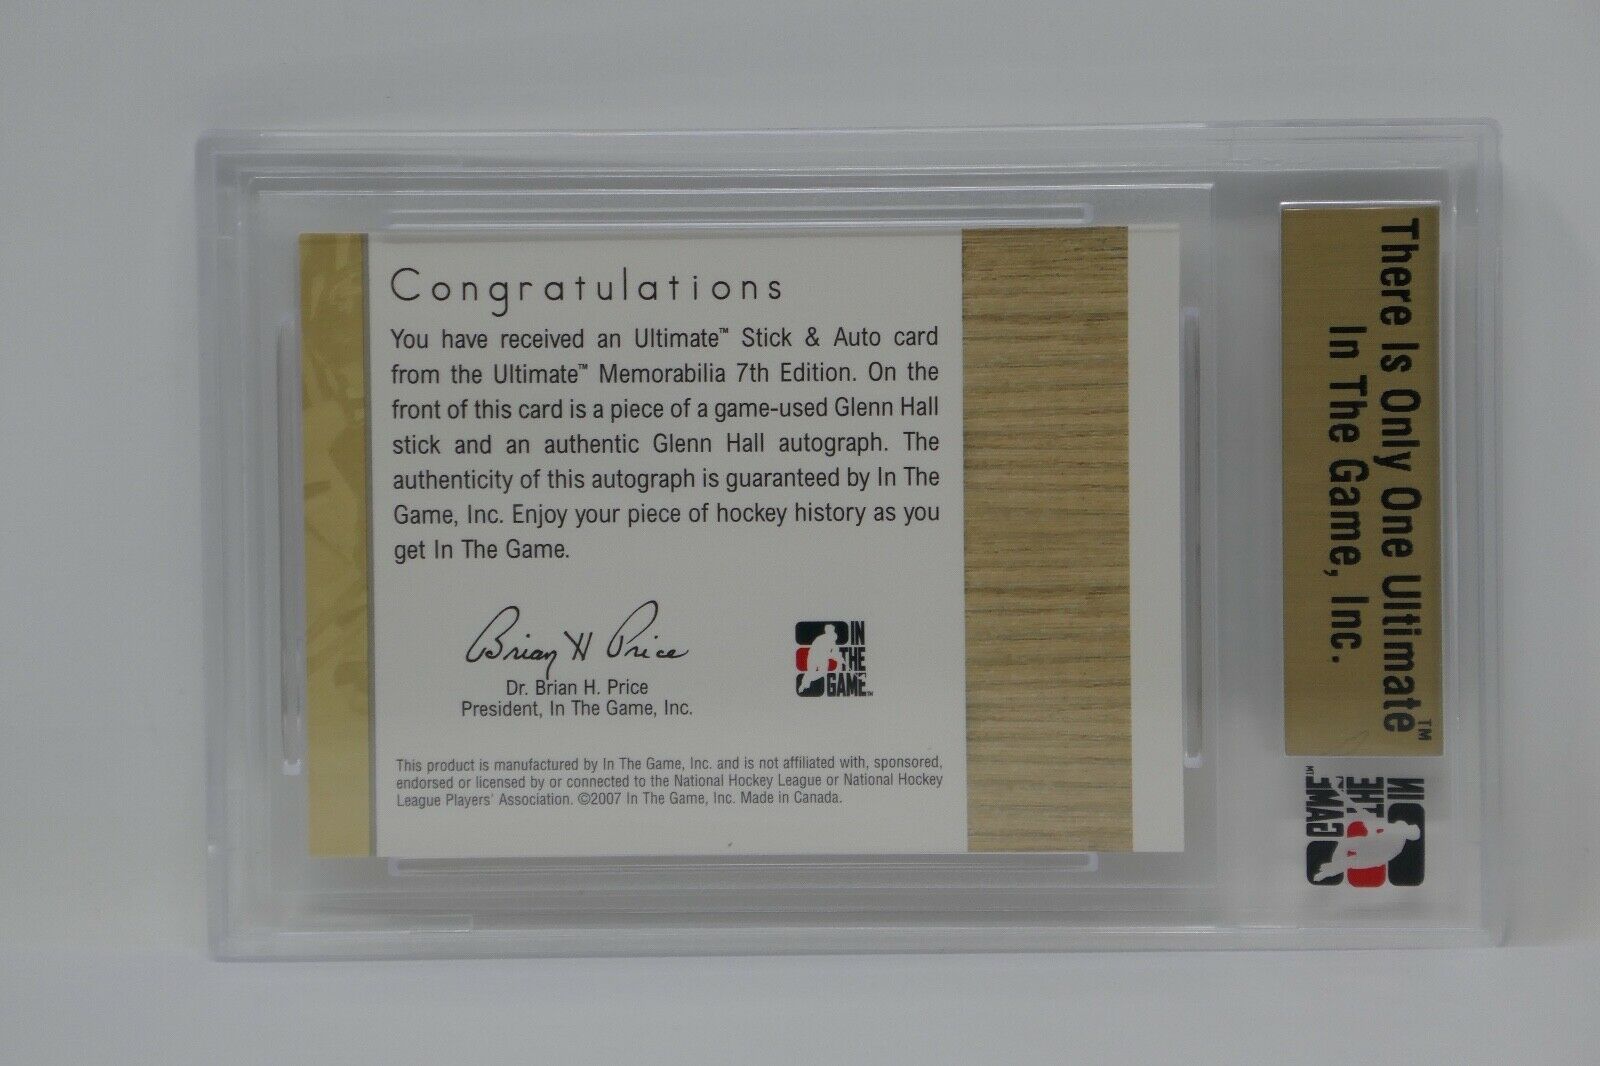 Congratulations
You have received an Ultimate™ Stick & Auto card
from the Ultimate™ Memorabilia 7th Edition. On the
front of this card is a piece of a game-used Glenn Hall
stick and an authentic Glenn Hall autograph. The
authenticity of this autograph is guaranteed by In The
Game, Inc. Enjoy your piece of hockey history as you
get In The Game.
Brian H Price
Dr. Brian H. Price
President, In The Game, Inc.
IN
THE
GAME™
This product is manufactured by In The Game, Inc. and is not affiliated with, sponsored,
endorsed or licensed by or connected to the National Hockey League or National Hockey
League Players' Association. ©2007 In The Game, Inc. Made in Canada.
There Is Only One Ultimate™
In The Game, Inc.
IN
THE
GAME™